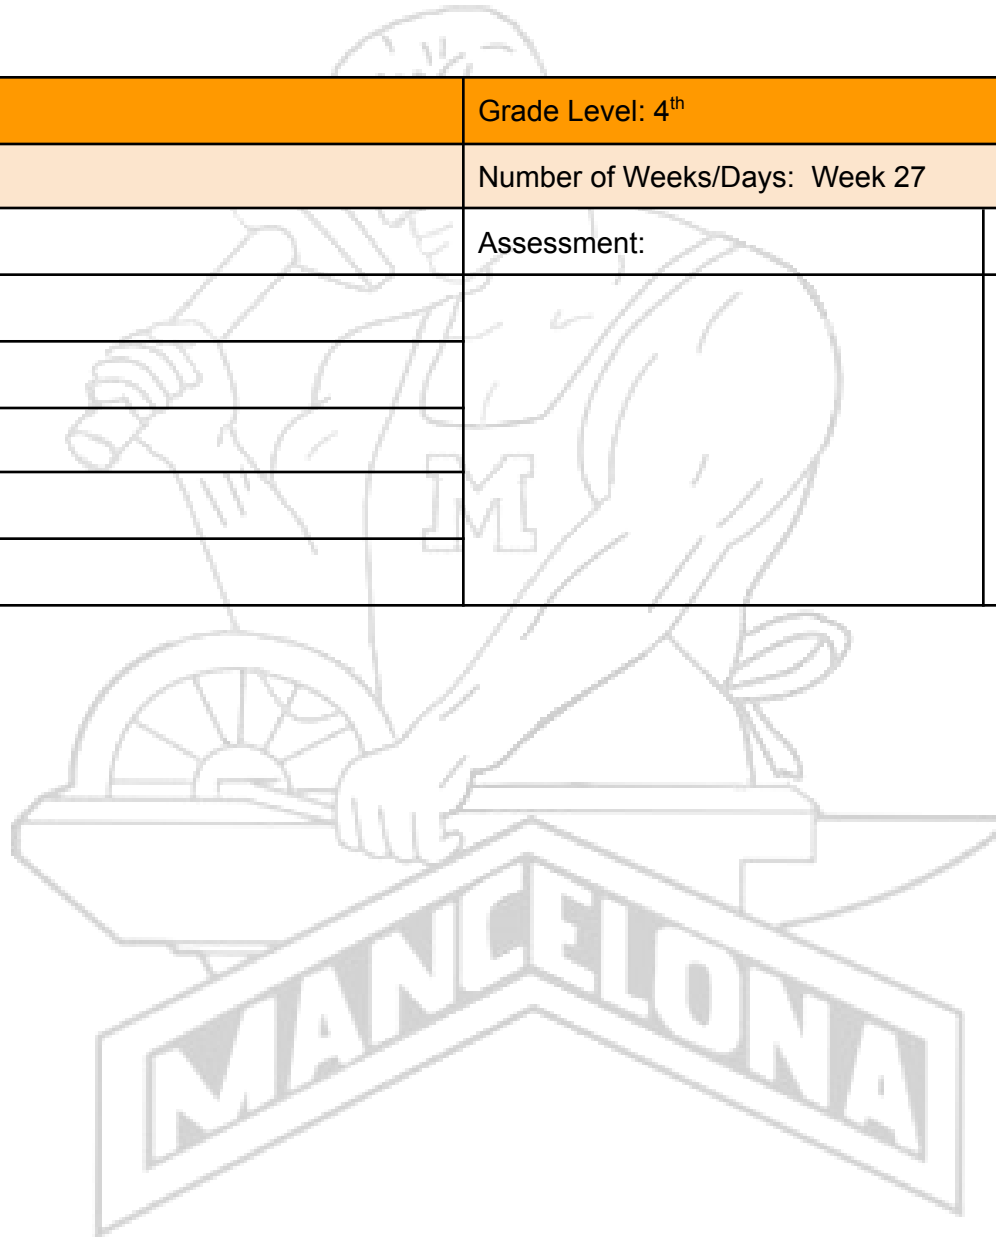 Grade Level: 4th
Number of Weeks/Days: Week 27
Assessment:
M
MANCELONA